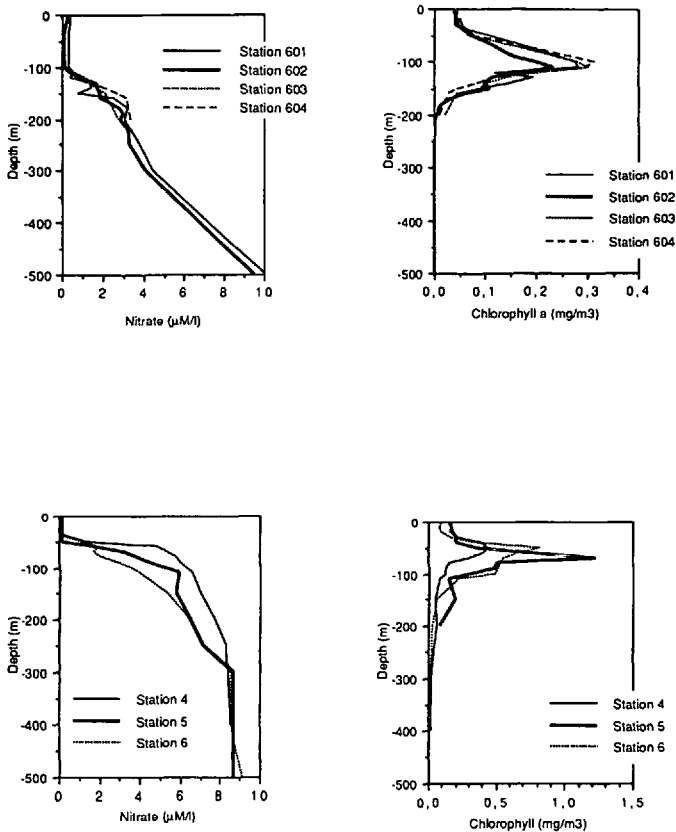 0
-100
-200
-300
-400
-500
Depth (m)
0 2 4 6 8 10
Nitrate (µM/l)
Station 601
Station 602
Station 603
Station 604
0
-100
-200
-300
-400
-500
Depth (m)
0,0 0,1 0,2 0,3 0,4
Chlorophyll a (mg/m3)
Station 601
Station 602
Station 603
Station 604
0
-100
-200
-300
-400
-500
Depth (m)
0 2 4 6 8 10
Nitrate (µM/l)
Station 4
Station 5
Station 6
0
-100
-200
-300
-400
-500
Depth (m)
0,0 0,5 1,0 1,5
Chlorophyll (mg/m3)
Station 4
Station 5
Station 6